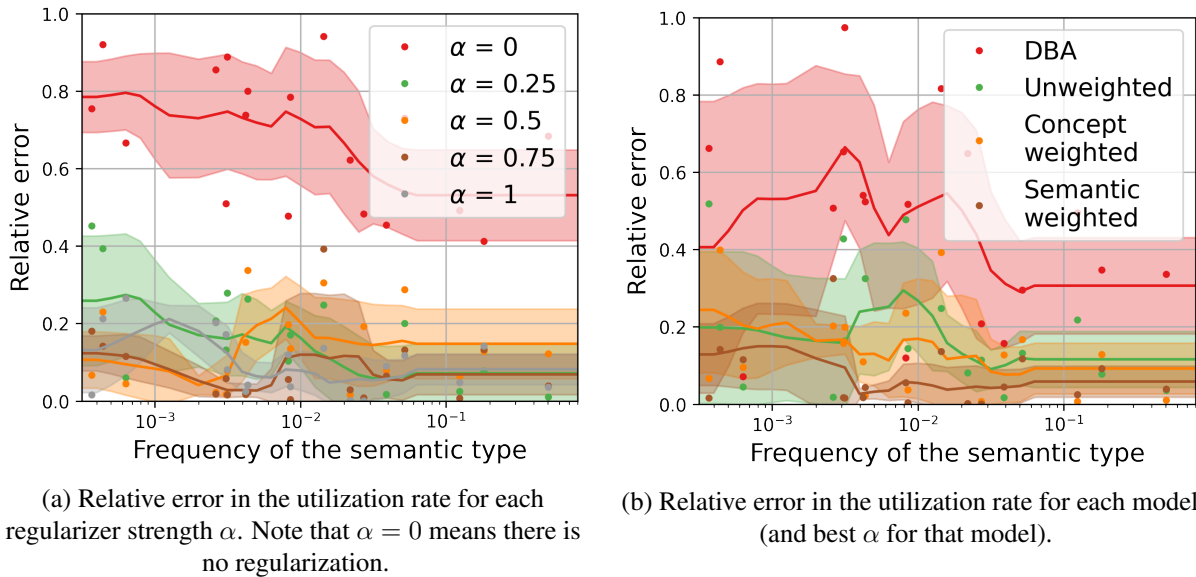 1.0
0.8
0.6
0.4
0.2
0.0
Relative error
10⁻³
10⁻²
10⁻¹
Frequency of the semantic type
α = 0
α = 0.25
α = 0.5
α = 0.75
α = 1
(a) Relative error in the utilization rate for each
regularizer strength α. Note that α = 0 means there is
no regularization.
1.0
0.8
0.6
0.4
0.2
0.0
Relative error
10⁻³
10⁻²
10⁻¹
Frequency of the semantic type
DBA
Unweighted
Concept
weighted
Semantic
weighted
(b) Relative error in the utilization rate for each model
(and best α for that model).